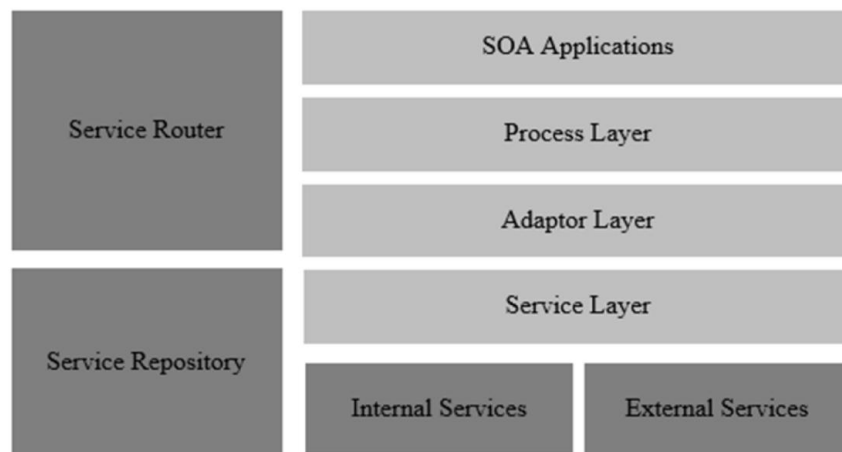 Service Router
Service Repository
SOA Applications
Process Layer
Adaptor Layer
Service Layer
Internal Services
External Services